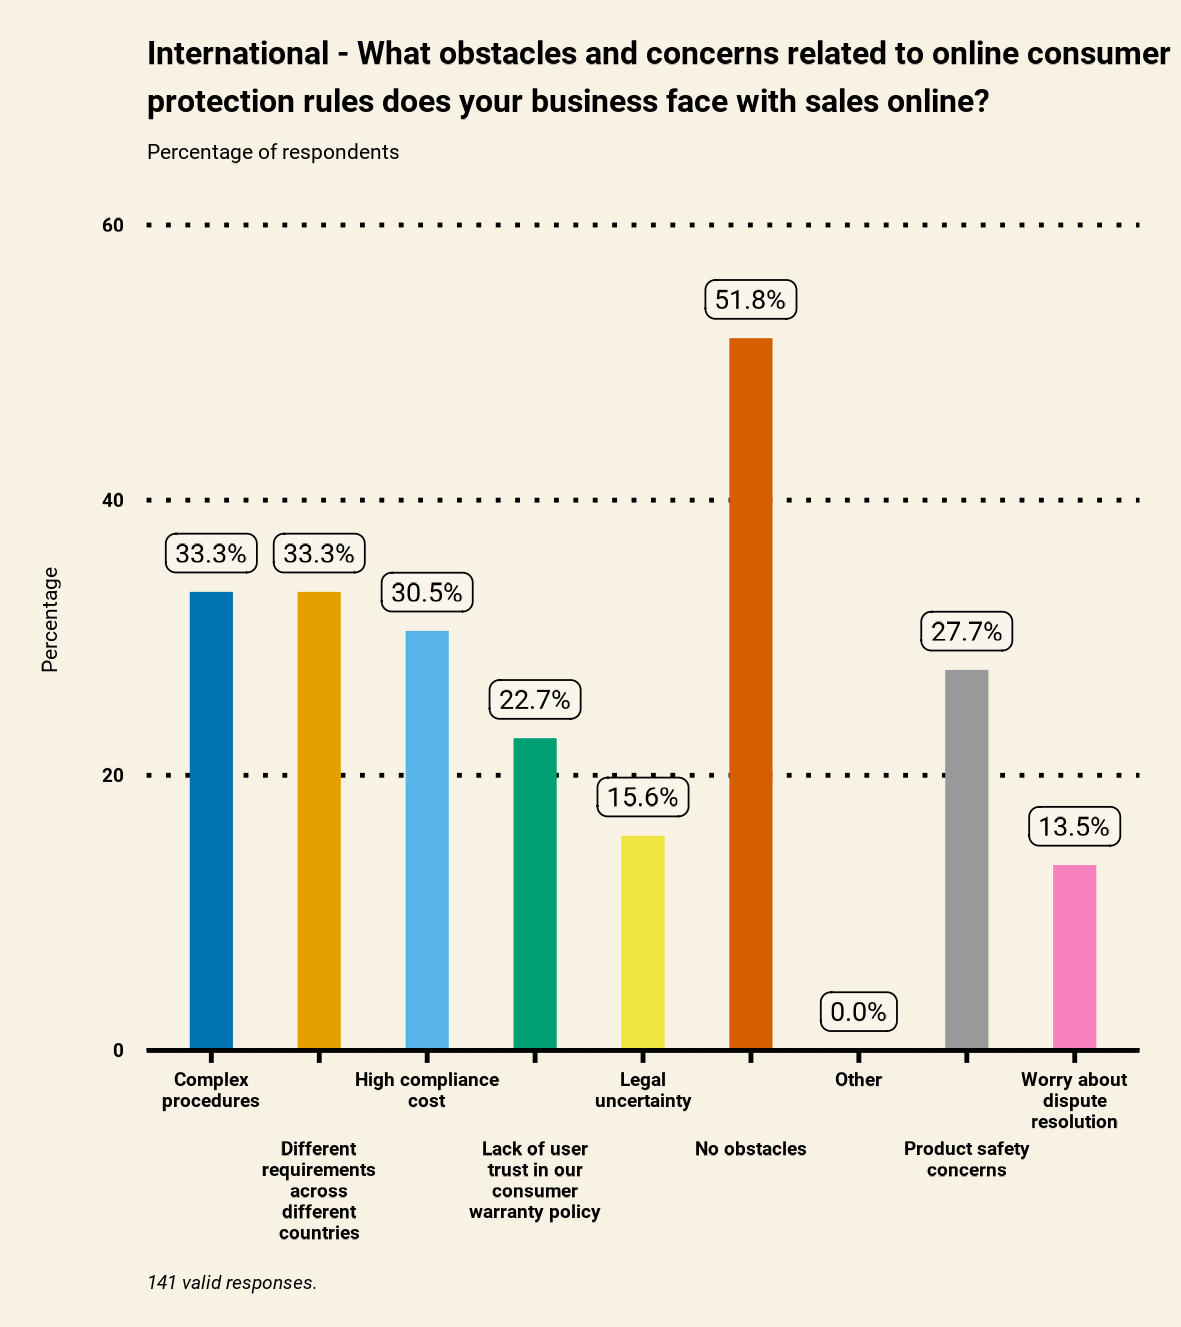 International - What obstacles and concerns related to online consumer
protection rules does your business face with sales online?
Percentage of respondents
60
40
20
0
Percentage
33.3%
33.3%
30.5%
22.7%
15.6%
51.8%
0.0%
27.7%
13.5%
Complex
procedures
Different
requirements
across
different
countries
High compliance
cost
Lack of user
trust in our
consumer
warranty policy
Legal
uncertainty
No obstacles
Other
Product safety
concerns
Worry about
dispute
resolution
141 valid responses.